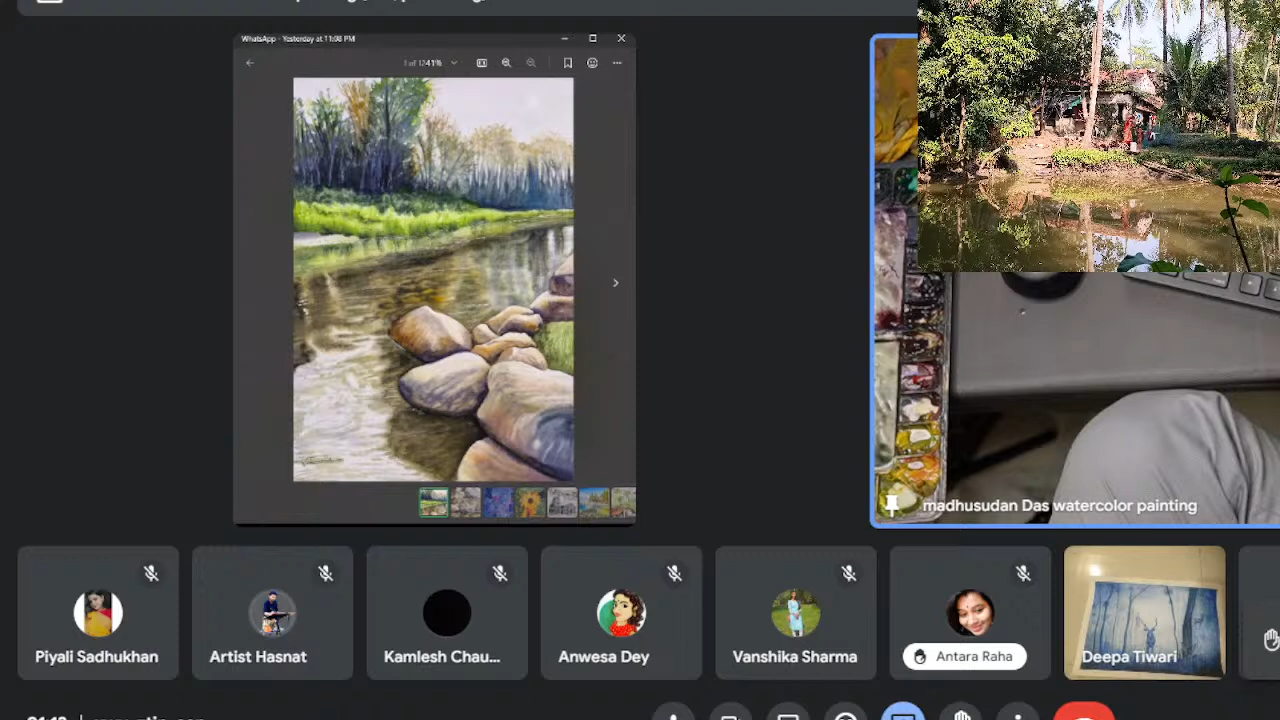 WhatsApp - Yesterday at 11:08 PM
madhusudan Das watercolor painting
Piyali Sadhukhan
Artist Hasnat
Kamlesh Chau...
Anwesa Dey
Vanshika Sharma
Antara Raha
Deepa Tiwari